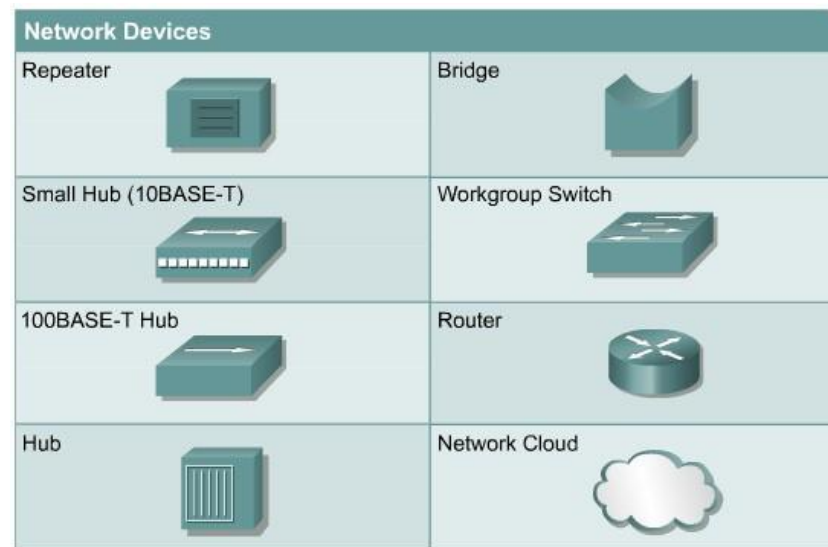 Network Devices
Repeater
Bridge
Small Hub (10BASE-T)
Workgroup Switch
100BASE-T Hub
Router
Hub
Network Cloud